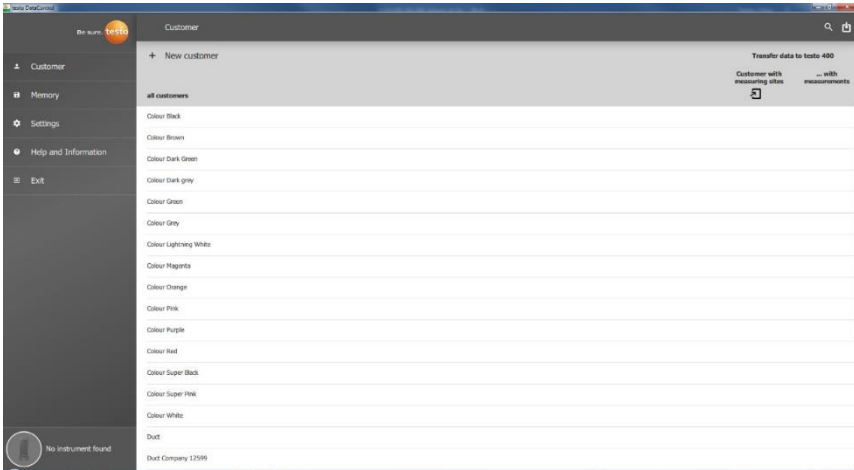 testo DataControl
Be sure. testo
Customer
Customer
Memory
Settings
Help and Information
Exit
No instrument found
+ New customer
Transfer data to testo 400
Customer with
measuring sites
... with
measurements
all customers
Colour Black
Colour Brown
Colour Dark Green
Colour Dark grey
Colour Green
Colour Grey
Colour Lightning White
Colour Magenta
Colour Orange
Colour Pink
Colour Purple
Colour Red
Colour Super Black
Colour Super Pink
Colour White
Duct
Duct Company 12599